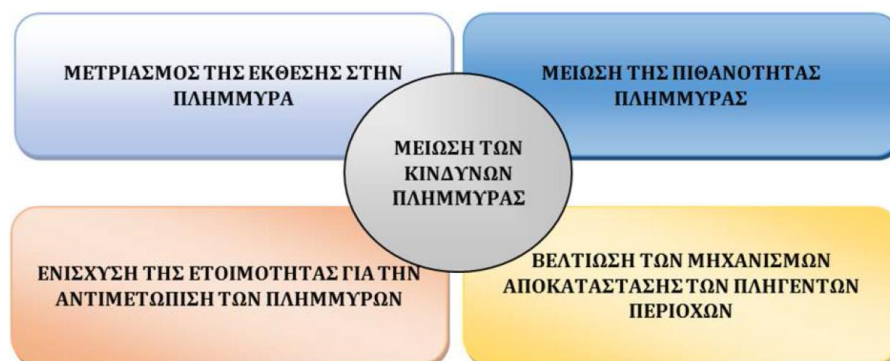 ΜΕΤΡΙΑΣΜΟΣ ΤΗΣ ΕΚΘΕΣΗΣ ΣΤΗΝ
ΠΛΗΜΜΥΡΑ
ΜΕΙΩΣΗ ΤΗΣ ΠΙΘΑΝΟΤΗΤΑΣ
ΠΛΗΜΜΥΡΑΣ
ΜΕΙΩΣΗ ΤΩΝ
ΚΙΝΔΥΝΩΝ
ΠΛΗΜΜΥΡΑΣ
ΕΝΙΣΧΥΣΗ ΤΗΣ ΕΤΟΙΜΟΤΗΤΑΣ ΓΙΑ ΤΗΝ
ΑΝΤΙΜΕΤΩΠΙΣΗ ΤΩΝ ΠΛΗΜΜΥΡΩΝ
ΒΕΛΤΙΩΣΗ ΤΩΝ ΜΗΧΑΝΙΣΜΩΝ
ΑΠΟΚΑΤΑΣΤΑΣΗΣ ΤΩΝ ΠΛΗΓΕΝΤΩΝ
ΠΕΡΙΟΧΩΝ